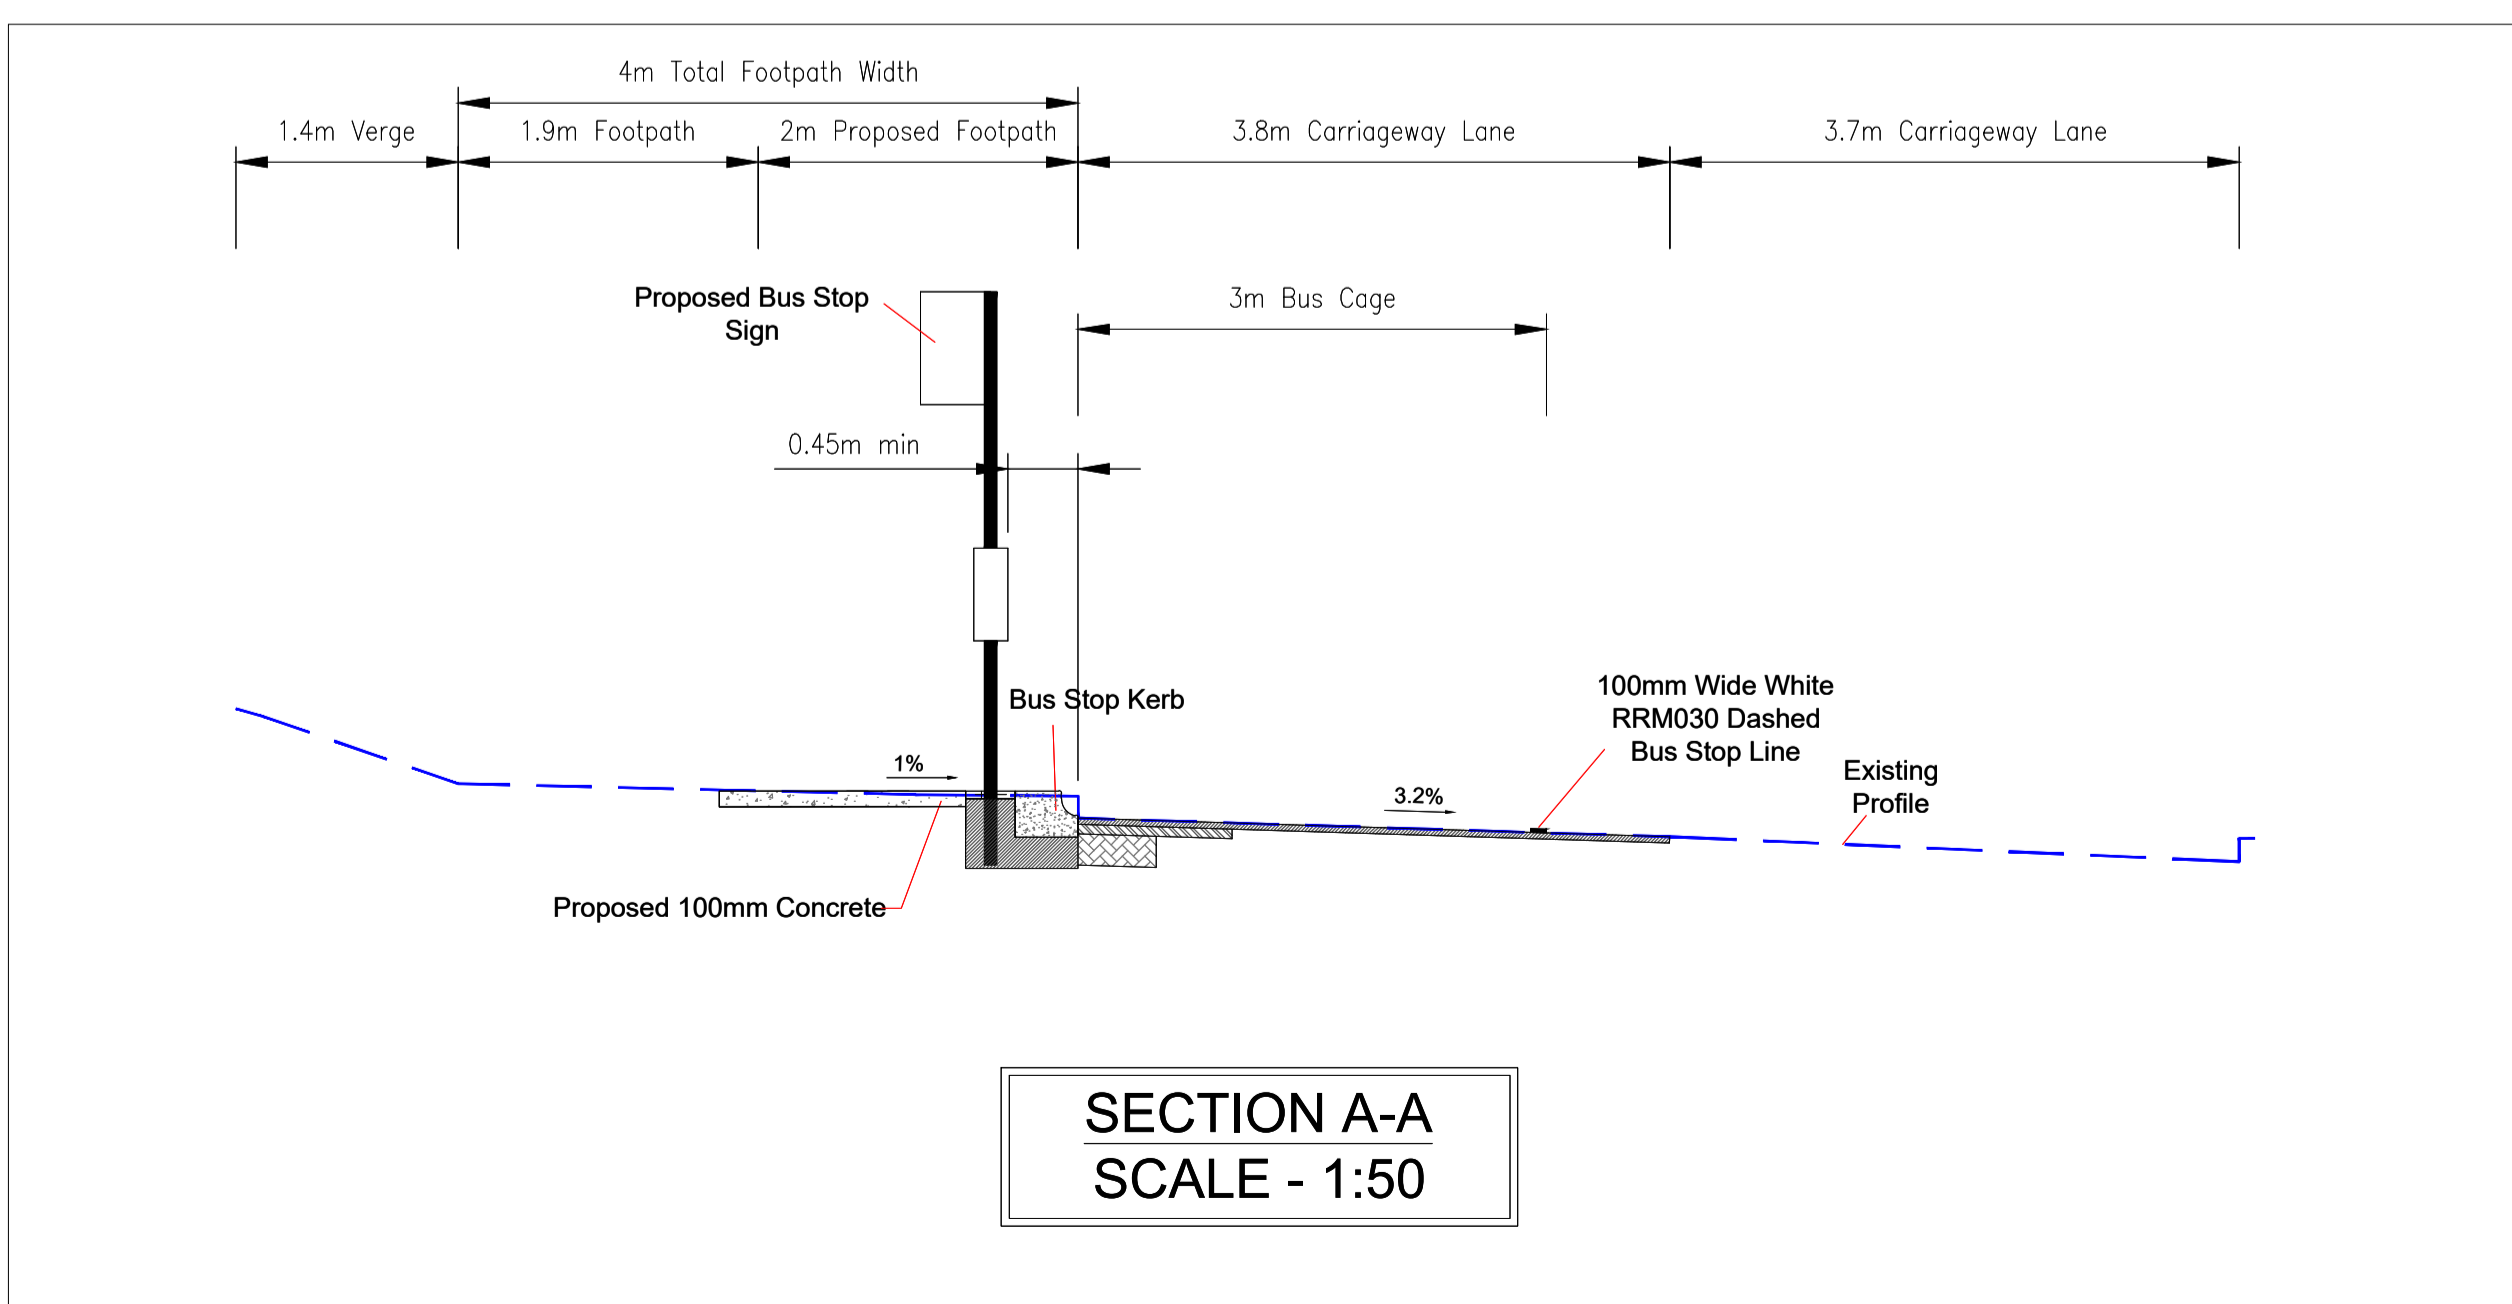 4m Total Footpath Width
1.4m Verge
1.9m Footpath
2m Proposed Footpath
3.8m Carriageway Lane
3.7m Carriageway Lane
Proposed Bus Stop
Sign
3m Bus Cage
0.45m min
Bus Stop Kerb
100mm Wide White
RRM030 Dashed
Bus Stop Line
Existing
Profile
1%
3.2%
Proposed 100mm Concrete
SECTION A-A
SCALE - 1:50